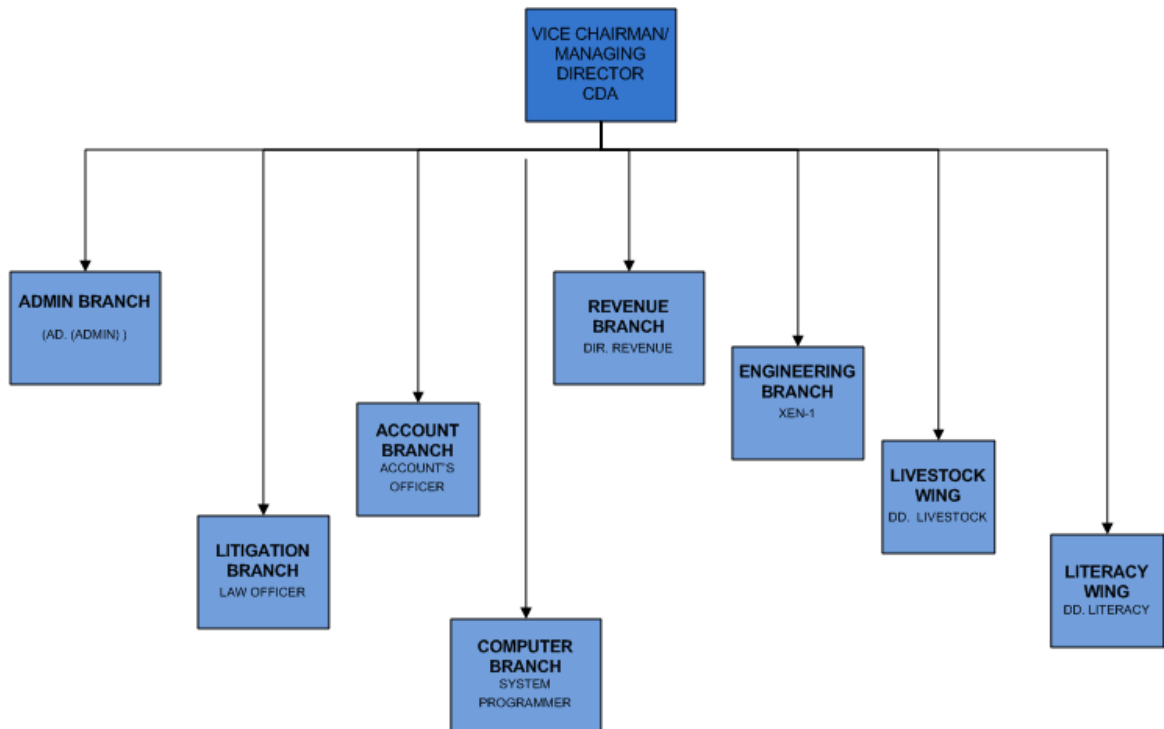 VICE CHAIRMAN/
MANAGING
DIRECTOR
CDA
ADMIN BRANCH
(AD. (ADMIN) )
LITIGATION
BRANCH
LAW OFFICER
ACCOUNT
BRANCH
ACCOUNT'S
OFFICER
COMPUTER
BRANCH
SYSTEM
PROGRAMMER
REVENUE
BRANCH
DIR. REVENUE
ENGINEERING
BRANCH
XEN-1
LIVESTOCK
WING
DD. LIVESTOCK
LITERACY
WING
DD. LITERACY